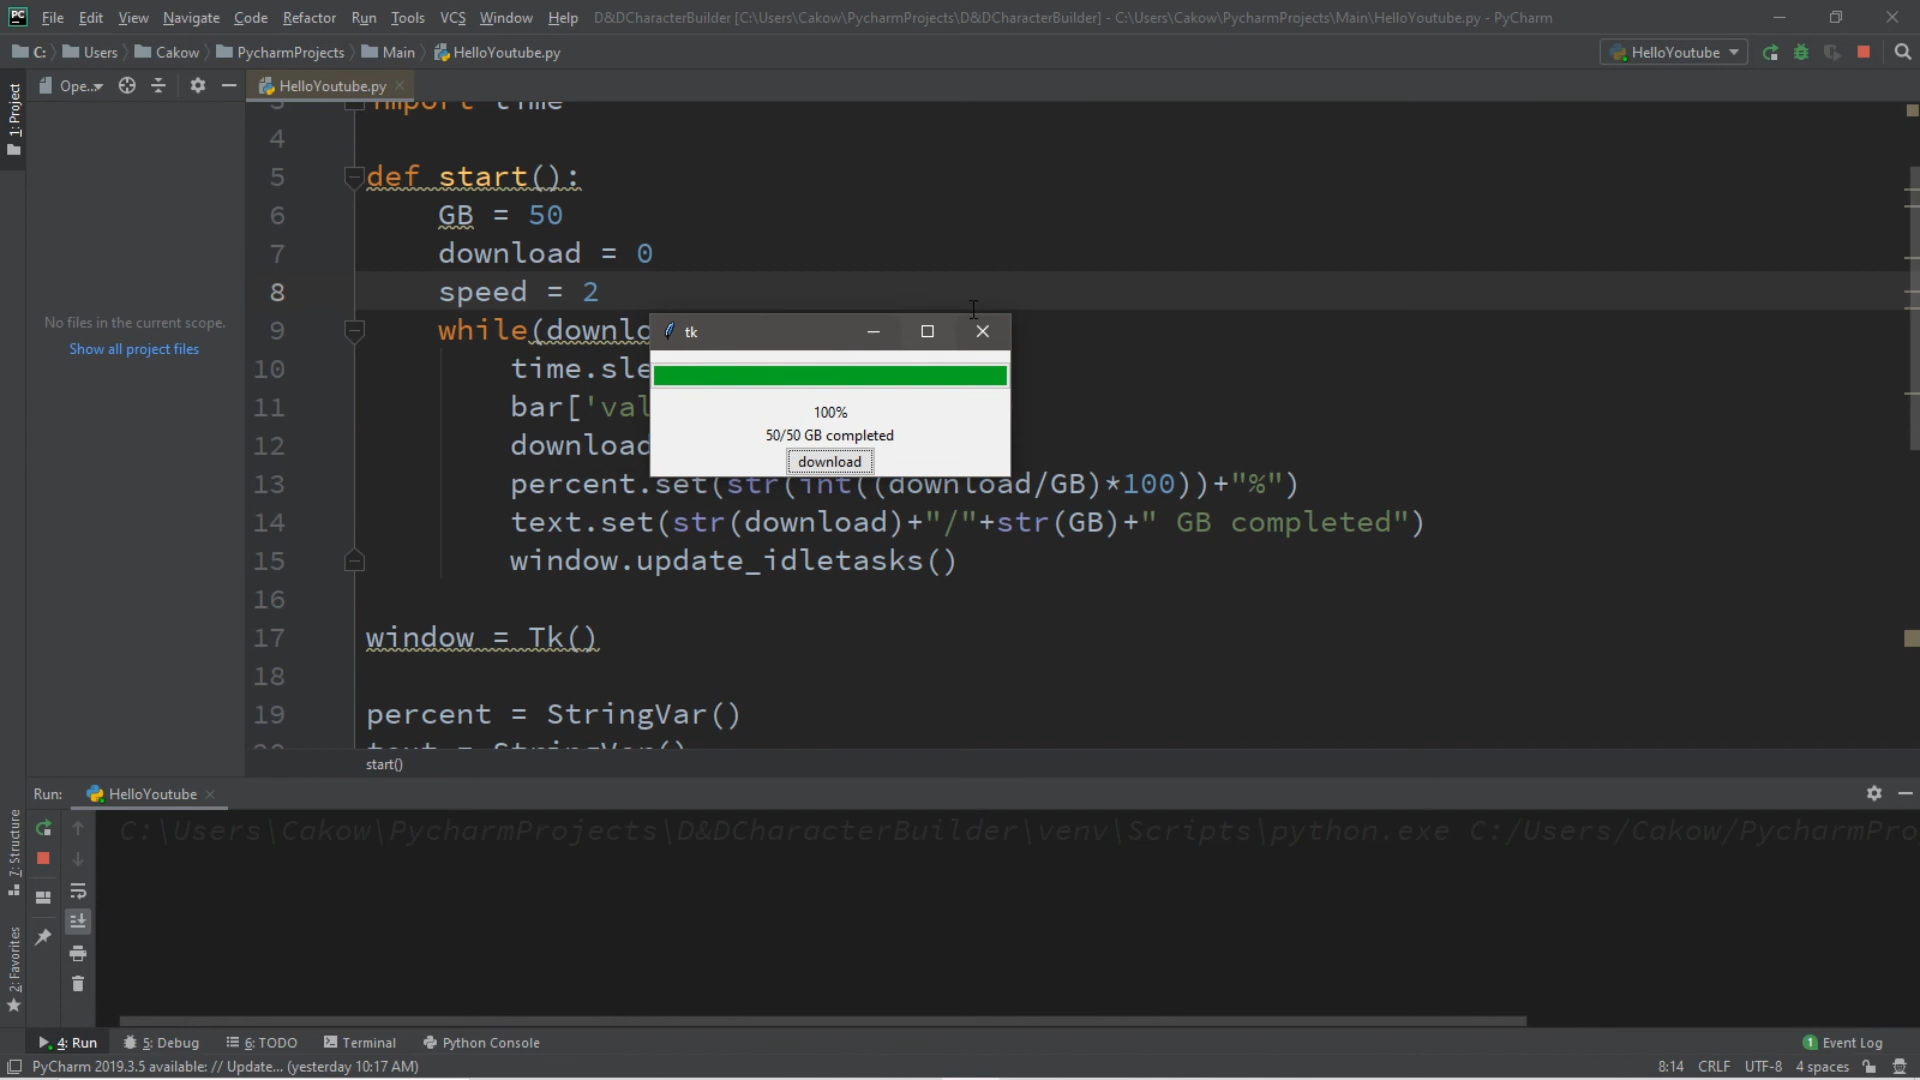 PC File Edit View Navigate Code Refactor Run Tools VCS Window Help D&DCharacterBuilder [C:\Users\Cakow\PycharmProjects\D&DCharacterBuilder] - C:\Users\Cakow\PycharmProjects\Main\HelloYoutube.py - PyCharm
C: Users Cakow PycharmProjects Main HelloYoutube.py HelloYoutube
1: Project
Ope... HelloYoutube.py
3 import time
4
5 def start():
6 GB = 50
7 download = 0
8 speed = 2
9 while(downlo
10 time.sle
11 bar['val
12 download
13 percent.set(str(int((download/GB)*100))+"%")
14 text.set(str(download)+"/"+str(GB)+" GB completed")
15 window.update_idletasks()
16
17 window = Tk()
18
19 percent = StringVar()
20 text = StringVar()
start()
No files in the current scope.
Show all project files
tk
100%
50/50 GB completed
download
Run: HelloYoutube
C:\Users\Cakow\PycharmProjects\D&DCharacterBuilder\venv\Scripts\python.exe C:/Users/Cakow/PycharmPro
7: Structure
2: Favorites
4: Run 5: Debug 6: TODO Terminal Python Console 1 Event Log
PyCharm 2019.3.5 available: // Update... (yesterday 10:17 AM) 8:14 CRLF UTF-8 4 spaces